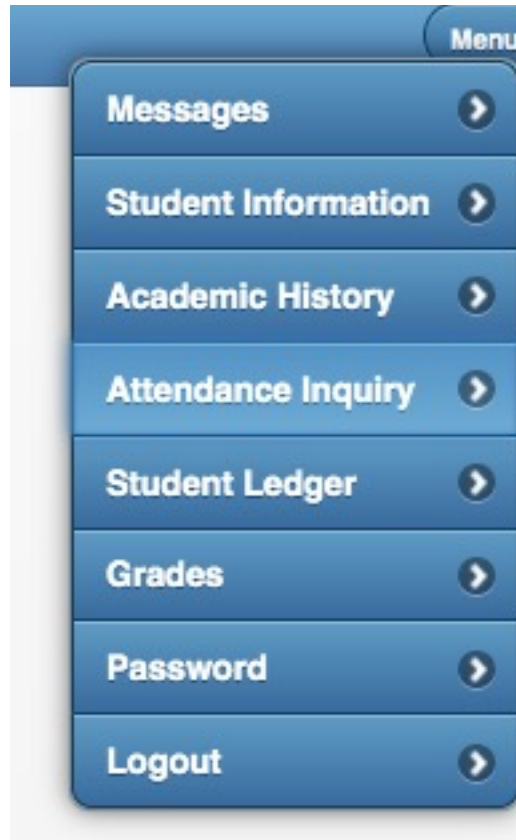 Menu
Messages
Student Information
Academic History
Attendance Inquiry
Student Ledger
Grades
Password
Logout